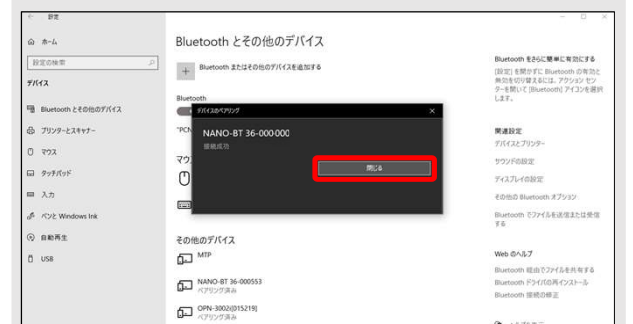 ← 設定
ホーム
設定の検索
デバイス
Bluetooth とその他のデバイス
プリンターとスキャナー
マウス
タッチパッド
入力
ペンと Windows Ink
自動再生
USB
Bluetooth とその他のデバイス
Bluetooth またはその他のデバイスを追加する
Bluetooth
デバイスのペアリング
NANO-BT 36-000000
接続成功
閉じる
"PCN
マウ
その他のデバイス
MTP
NANO-BT 36-000553
ペアリング済み
OPN-3002i[015219]
ペアリング済み
Bluetooth をさらに簡単に有効にする
[設定] を開かずに Bluetooth の有効と
無効を切り替えるには、アクション セン
ターを開いて [Bluetooth] アイコンを選択
します。
関連設定
デバイスとプリンター
サウンドの設定
ディスプレイの設定
その他の Bluetooth オプション
Bluetooth でファイルを送信または受信
する
Web のヘルプ
Bluetooth 経由でファイルを共有する
Bluetooth ドライバの再インストール
Bluetooth 接続の修正